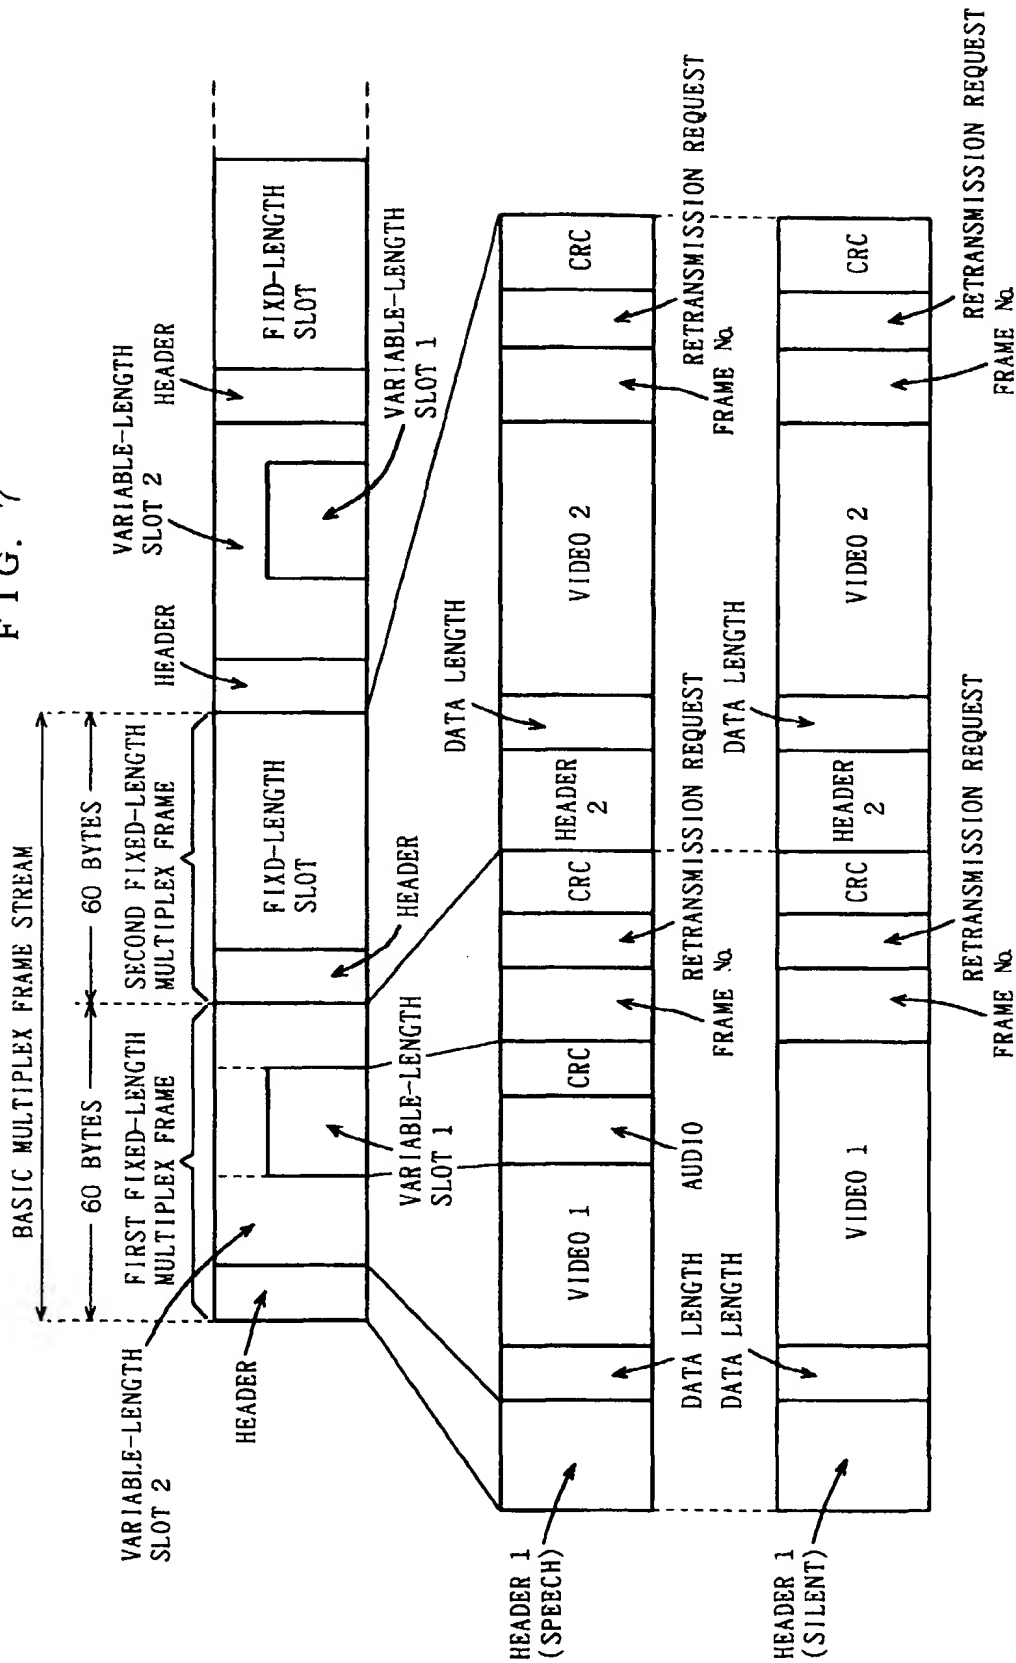 FIG. 7
BASIC MULTIPLEX FRAME STREAM
60 BYTES
60 BYTES
FIRST FIXED-LENGTH
MULTIPLEX FRAME
SECOND FIXED-LENGTH
MULTIPLEX FRAME
VARIABLE-LENGTH
SLOT 2
HEADER
VARIABLE-LENGTH
SLOT 1
HEADER
FIXD-LENGTH
SLOT
HEADER
VARIABLE-LENGTH
SLOT 2
HEADER
VARIABLE-LENGTH
SLOT 1
FIXD-LENGTH
SLOT
HEADER 1
(SPEECH)
DATA LENGTH
VIDEO 1
AUDIO
CRC
FRAME No.
RETRANSMISSION REQUEST
CRC
HEADER
2
DATA LENGTH
VIDEO 2
FRAME No.
RETRANSMISSION REQUEST
CRC
HEADER 1
(SILENT)
DATA LENGTH
VIDEO 1
FRAME No.
RETRANSMISSION REQUEST
CRC
HEADER
2
DATA LENGTH
VIDEO 2
FRAME No.
RETRANSMISSION REQUEST
CRC